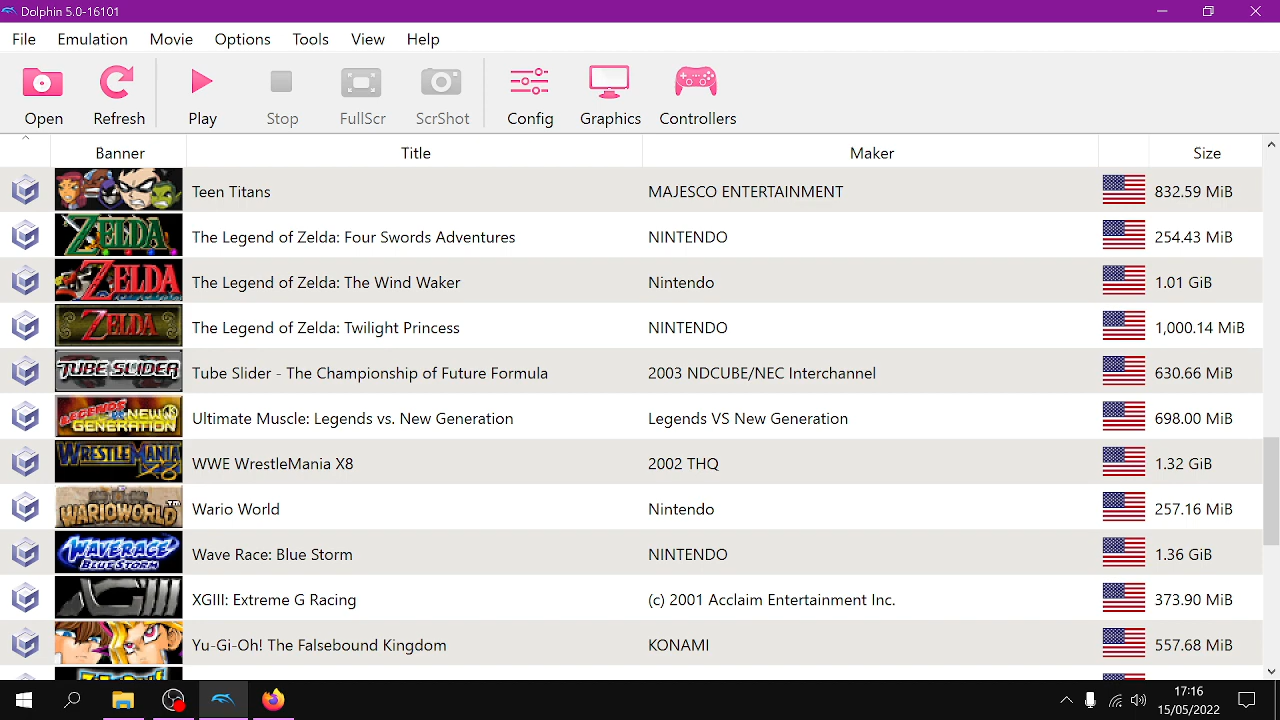 Dolphin 5.0-16101
File Emulation Movie Options Tools View Help
Open Refresh Play Stop FullScr ScrShot Config Graphics Controllers
Banner Title Maker Size
Teen Titans MAJESCO ENTERTAINMENT 832.59 MiB
ZELDA The Legend of Zelda: Four Swords Adventures NINTENDO 254.43 MiB
ZELDA The Legend of Zelda: The Wind Waker Nintendo 1.01 GiB
ZELDA The Legend of Zelda: Twilight Princess NINTENDO 1,000.14 MiB
TUBE SLIDER Tube Slider - The Championship of Future Formula 2003 NDCUBE/NEC Interchannel 630.66 MiB
LEGENDS VS NEW GENERATION Ultimate Muscle: Legends vs. New Generation Legends VS New Generation 698.00 MiB
WRESTLEMANIA X8 WWE WrestleMania X8 2002 THQ 1.32 GiB
WARIOWORLD™ Wario World Nintendo 257.16 MiB
WAVERACE BLUE STORM Wave Race: Blue Storm NINTENDO 1.36 GiB
XGIII XGIII: Extreme G Racing (c) 2001 Acclaim Entertainment Inc. 373.90 MiB
Yu-Gi-Oh! The Falsebound Kingdom KONAMI 557.68 MiB
17:16
15/05/2022